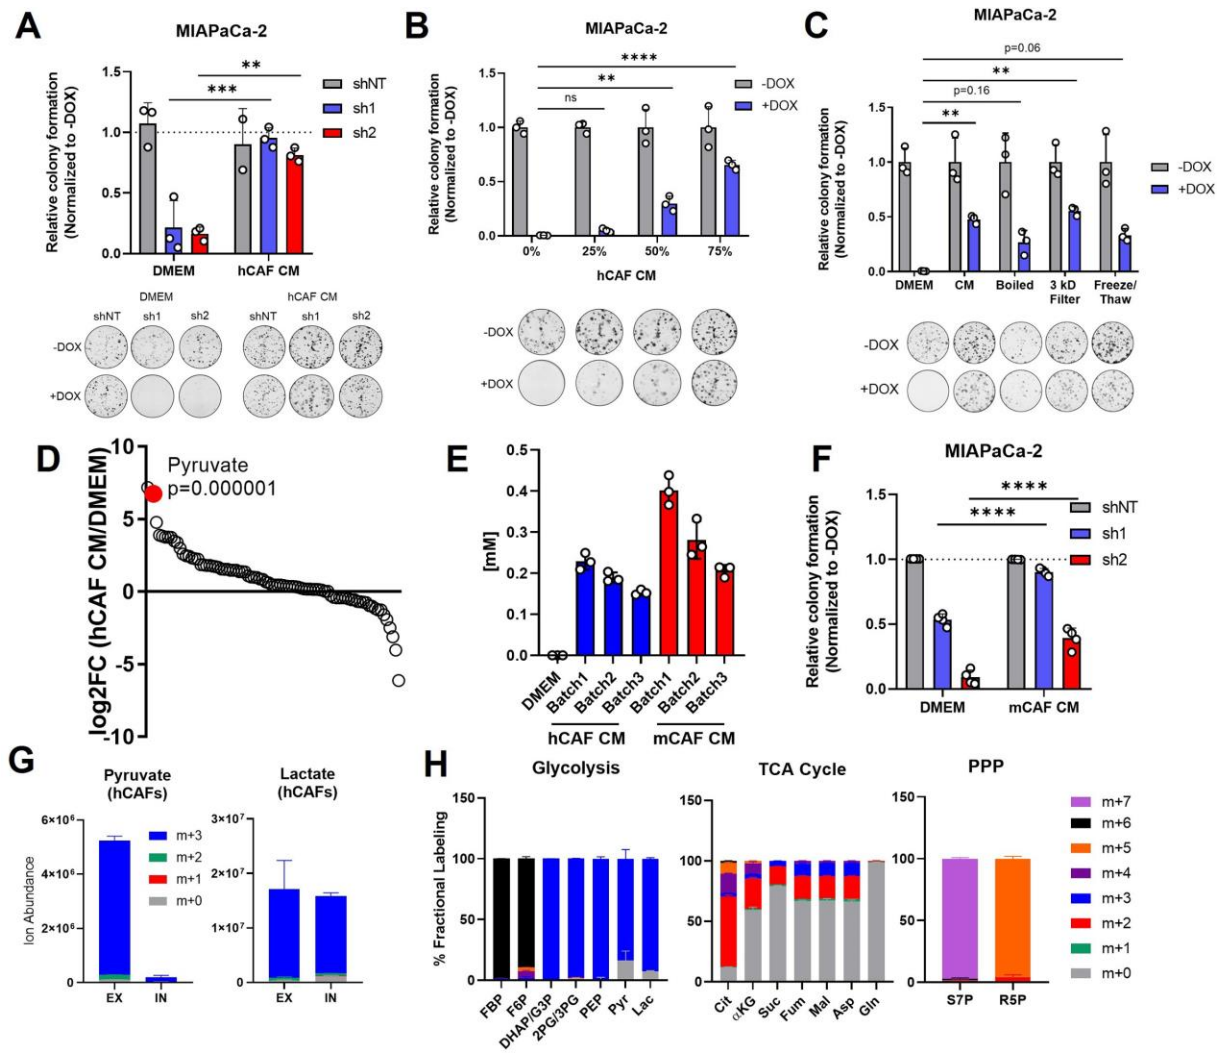 A
MIAPaCa-2
Relative colony formation
(Normalized to -DOX)
1.5
1.0
0.5
0.0
**
***
shNT
sh1
sh2
DMEM
hCAF CM
DMEM
hCAF CM
shNT
sh1
sh2
shNT
sh1
sh2
-DOX
+DOX
B
MIAPaCa-2
Relative colony formation
(Normalized to -DOX)
1.5
1.0
0.5
0.0
****
**
ns
-DOX
+DOX
0%
25%
50%
75%
hCAF CM
-DOX
+DOX
C
MIAPaCa-2
Relative colony formation
(Normalized to -DOX)
p=0.06
**
p=0.16
**
1.5
1.0
0.5
0.0
-DOX
+DOX
DMEM
CM
Boiled
3 kD
Filter
Freeze/
Thaw
-DOX
+DOX
D
log2FC (hCAF CM/DMEM)
10
5
0
-5
-10
Pyruvate
p=0.000001
E
[mM]
0.5
0.4
0.3
0.2
0.1
0.0
DMEM
Batch1
Batch2
Batch3
Batch1
Batch2
Batch3
hCAF CM
mCAF CM
F
MIAPaCa-2
Relative colony formation
(Normalized to -DOX)
1.5
1.0
0.5
0.0
****
****
shNT
sh1
sh2
DMEM
mCAF CM
G
Pyruvate
(hCAFs)
Ion Abundance
6×10⁶
4×10⁶
2×10⁶
0
m+3
m+2
m+1
m+0
EX
IN
Lactate
(hCAFs)
3×10⁷
2×10⁷
1×10⁷
0
EX
IN
H
Glycolysis
% Fractional Labeling
150
100
50
0
FBP
F6P
DHAP/G3P
2PG/3PG
PEP
Pyr
Lac
TCA Cycle
150
100
50
0
Cit
αKG
Suc
Fum
Mal
Asp
Gln
PPP
150
100
50
0
S7P
R5P
m+7
m+6
m+5
m+4
m+3
m+2
m+1
m+0